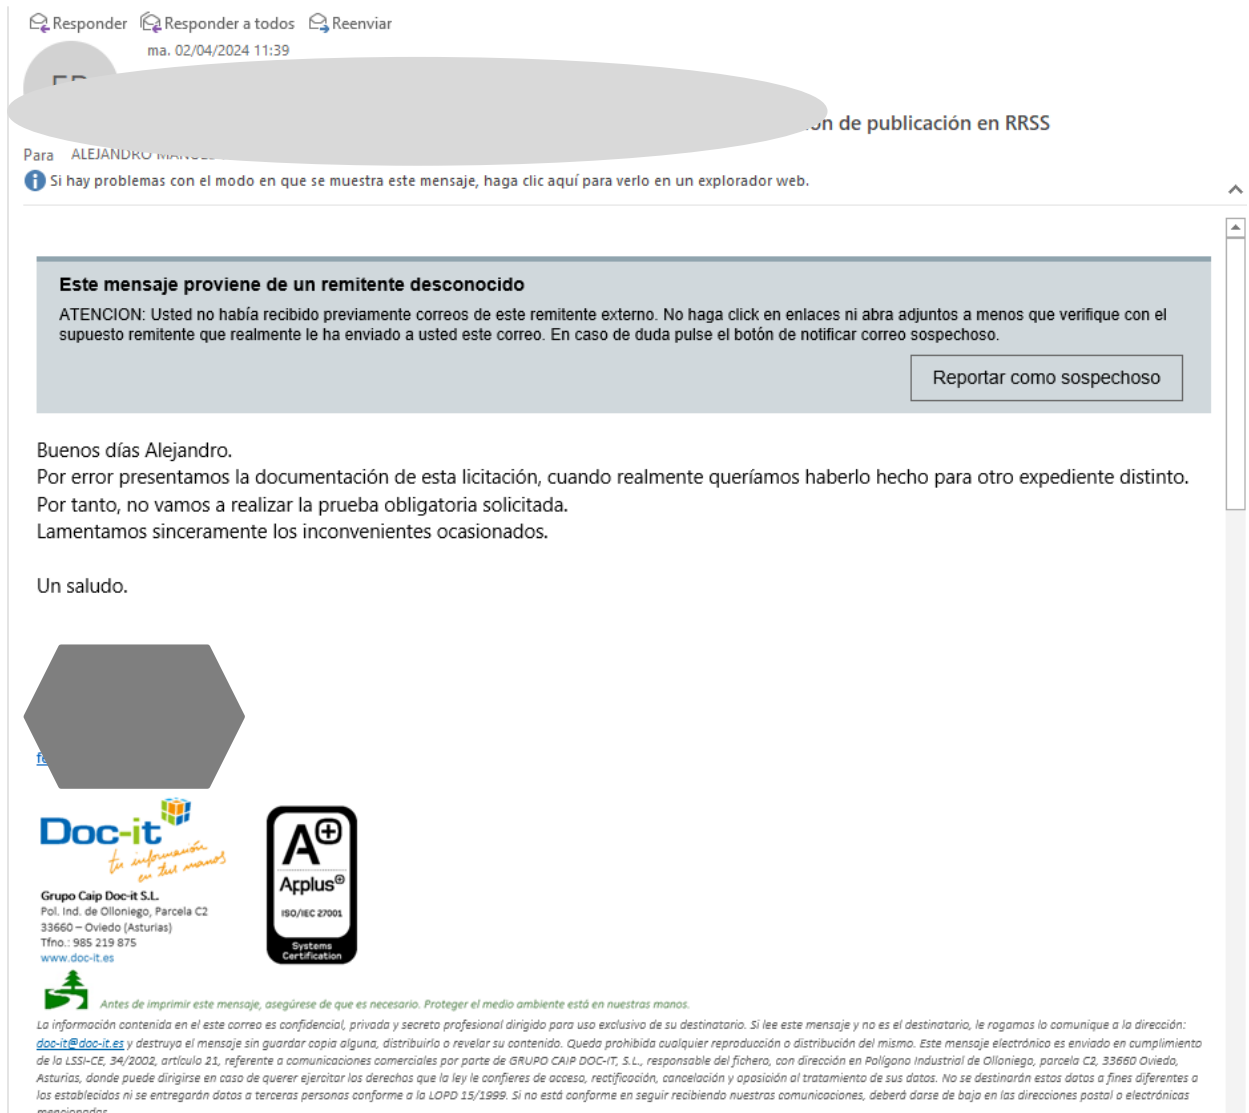 Responder Responder a todos Reenviar
ma. 02/04/2024 11:39
de publicación en RRSS
Para ALEJANDRO
Si hay problemas con el modo en que se muestra este mensaje, haga clic aquí para verlo en un explorador web.
Este mensaje proviene de un remitente desconocido
ATENCION: Usted no había recibido previamente correos de este remitente externo. No haga click en enlaces ni abra adjuntos a menos que verifique con el
supuesto remitente que realmente le ha enviado a usted este correo. En caso de duda pulse el botón de notificar correo sospechoso.
Reportar como sospechoso
Buenos días Alejandro.
Por error presentamos la documentación de esta licitación, cuando realmente queríamos haberlo hecho para otro expediente distinto.
Por tanto, no vamos a realizar la prueba obligatoria solicitada.
Lamentamos sinceramente los inconvenientes ocasionados.
Un saludo.
Doc-it
tu información
en tus manos
Grupo Caip Doc-it S.L.
Pol. Ind. de Olloniego, Parcela C2
33660 – Oviedo (Asturias)
Tfno.: 985 219 875
www.doc-it.es
A+
Applus⊕
ISO/IEC 27001
Systems
Certification
Antes de imprimir este mensaje, asegúrese de que es necesario. Proteger el medio ambiente está en nuestras manos.
La información contenida en el este correo es confidencial, privada y secreto profesional dirigido para uso exclusivo de su destinatario. Si lee este mensaje y no es el destinatario, le rogamos lo comunique a la dirección:
doc-it@doc-it.es y destruya el mensaje sin guardar copia alguna, distribuirlo o revelar su contenido. Queda prohibida cualquier reproducción o distribución del mismo. Este mensaje electrónico es enviado en cumplimiento
de la LSSI-CE, 34/2002, artículo 21, referente a comunicaciones comerciales por parte de GRUPO CAIP DOC-IT, S.L., responsable del fichero, con dirección en Polígono Industrial de Olloniego, parcela C2, 33660 Oviedo,
Asturias, donde puede dirigirse en caso de querer ejercitar los derechos que la ley le confieres de acceso, rectificación, cancelación y oposición al tratamiento de sus datos. No se destinarán estos datos a fines diferentes a
los establecidos ni se entregarán datos a terceras personas conforme a la LOPD 15/1999. Si no está conforme en seguir recibiendo nuestras comunicaciones, deberá darse de baja en las direcciones postal o electrónicas
mencionadas